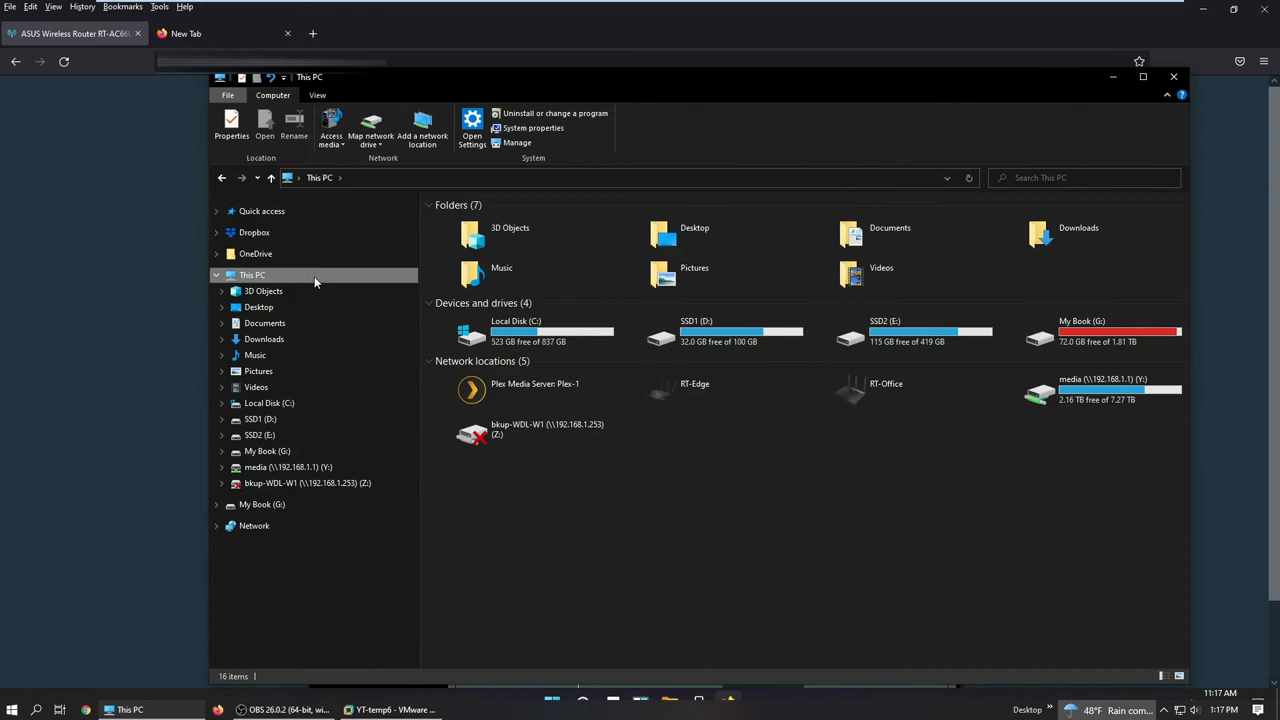 File Edit View History Bookmarks Tools Help
ASUS Wireless Router RT-AC66U
New Tab
This PC
File Computer View
Properties
Open
Rename
Access media
Map network drive
Add a network location
Open Settings
Uninstall or change a program
System properties
Manage
Location
Network
System
This PC
Search This PC
Quick access
Dropbox
OneDrive
This PC
3D Objects
Desktop
Documents
Downloads
Music
Pictures
Videos
Local Disk (C:)
SSD1 (D:)
SSD2 (E:)
My Book (G:)
media (\\192.168.1.1) (Y:)
bkup-WDL-W1 (\\192.168.1.253) (Z:)
My Book (G:)
Network
Folders (7)
3D Objects
Desktop
Documents
Downloads
Music
Pictures
Videos
Devices and drives (4)
Local Disk (C:)
523 GB free of 837 GB
SSD1 (D:)
32.0 GB free of 100 GB
SSD2 (E:)
115 GB free of 419 GB
My Book (G:)
72.0 GB free of 1.81 TB
Network locations (5)
Plex Media Server: Plex-1
RT-Edge
RT-Office
media (\\192.168.1.1) (Y:)
2.16 TB free of 7.27 TB
bkup-WDL-W1 (\\192.168.1.253)
(Z:)
16 items
11:17 AM
This PC
OBS 26.0.2 (64-bit, wi...
YT-temp6 - VMware ...
Desktop
48°F Rain com...
1:17 PM